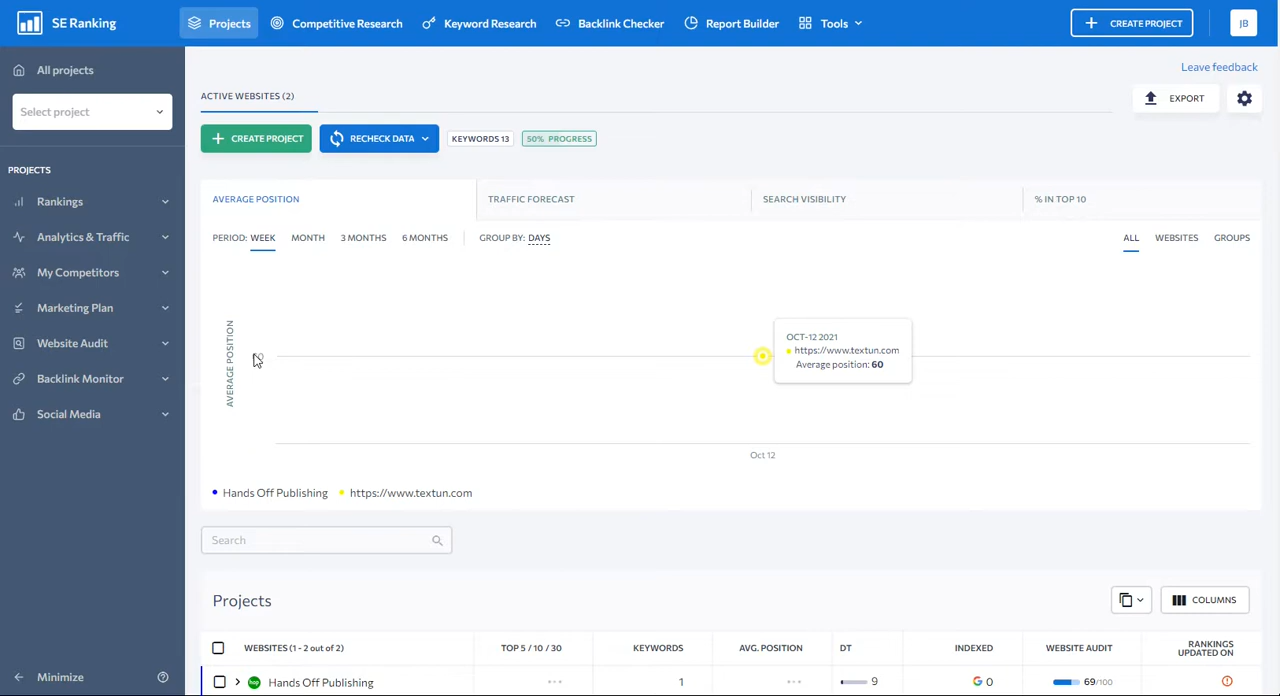 SE Ranking
Projects
Competitive Research
Keyword Research
Backlink Checker
Report Builder
Tools
CREATE PROJECT
JB
All projects
Select project
PROJECTS
Rankings
Analytics & Traffic
My Competitors
Marketing Plan
Website Audit
Backlink Monitor
Social Media
Minimize
Leave feedback
ACTIVE WEBSITES (2)
EXPORT
CREATE PROJECT
RECHECK DATA
KEYWORDS 13
50% PROGRESS
AVERAGE POSITION
TRAFFIC FORECAST
SEARCH VISIBILITY
% IN TOP 10
PERIOD: WEEK MONTH 3 MONTHS 6 MONTHS
GROUP BY: DAYS
ALL WEBSITES GROUPS
AVERAGE POSITION
OCT-12 2021
https://www.textun.com
Average position: 60
Oct 12
Hands Off Publishing
https://www.textun.com
Search
Projects
COLUMNS
WEBSITES (1 - 2 out of 2)
TOP 5 / 10 / 30
KEYWORDS
AVG. POSITION
DT
INDEXED
WEBSITE AUDIT
RANKINGS
UPDATED ON
hop
Hands Off Publishing
1
9
G 0
69/100